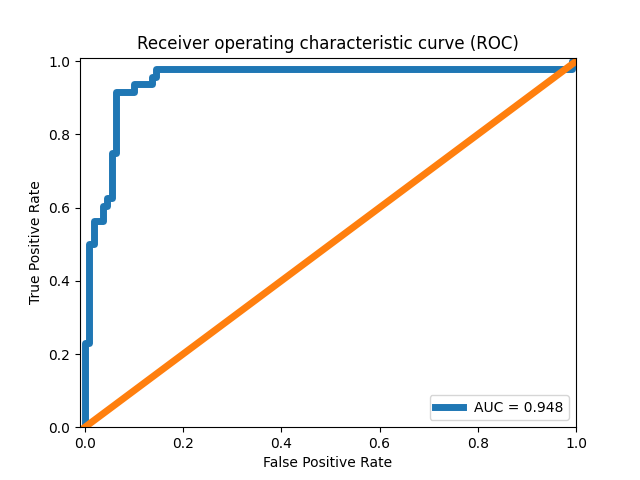 Receiver operating characteristic curve (ROC)
1.0
0.8
0.6
0.4
0.2
0.0
True Positive Rate
AUC = 0.948
0.0 0.2 0.4 0.6 0.8 1.0
False Positive Rate